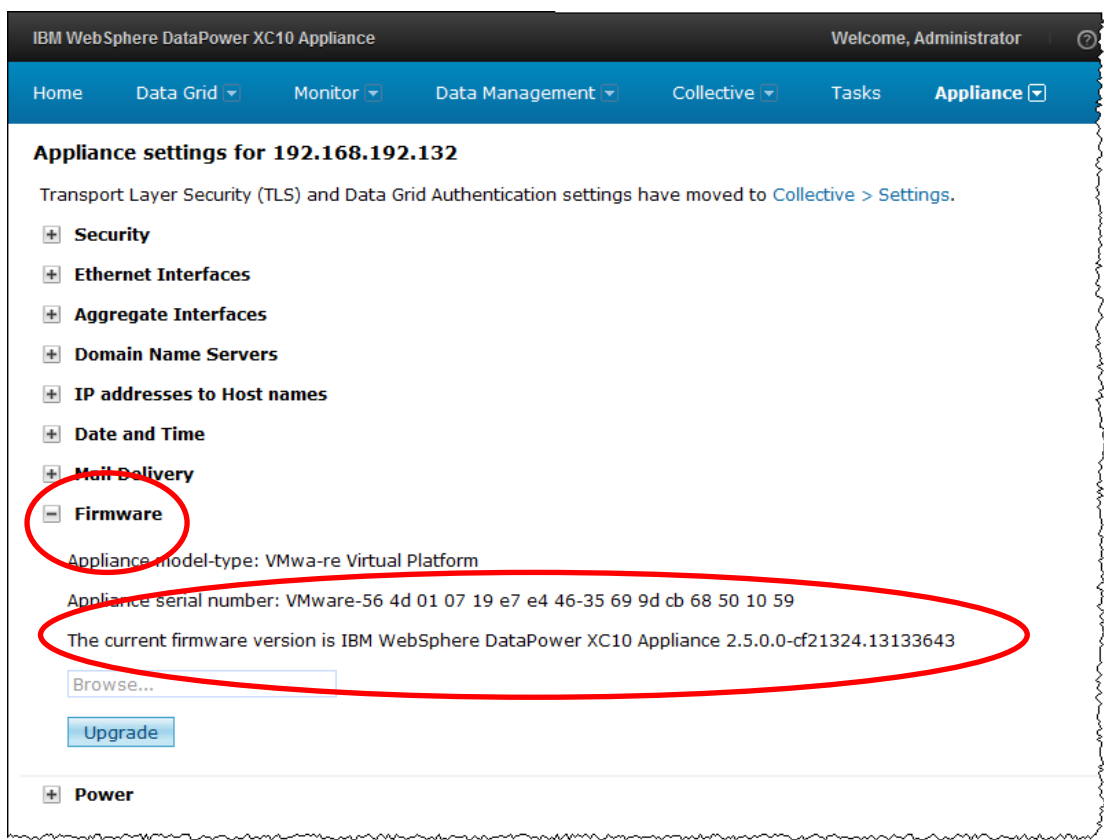 IBM WebSphere DataPower XC10 Appliance Welcome, Administrator ?
Home Data Grid Monitor Data Management Collective Tasks Appliance
Appliance settings for 192.168.192.132
Transport Layer Security (TLS) and Data Grid Authentication settings have moved to Collective > Settings.
Security
Ethernet Interfaces
Aggregate Interfaces
Domain Name Servers
IP addresses to Host names
Date and Time
Mail Delivery
Firmware
Appliance model-type: VMwa-re Virtual Platform
Appliance serial number: VMware-56 4d 01 07 19 e7 e4 46-35 69 9d cb 68 50 10 59
The current firmware version is IBM WebSphere DataPower XC10 Appliance 2.5.0.0-cf21324.13133643
Browse...
Upgrade
Power